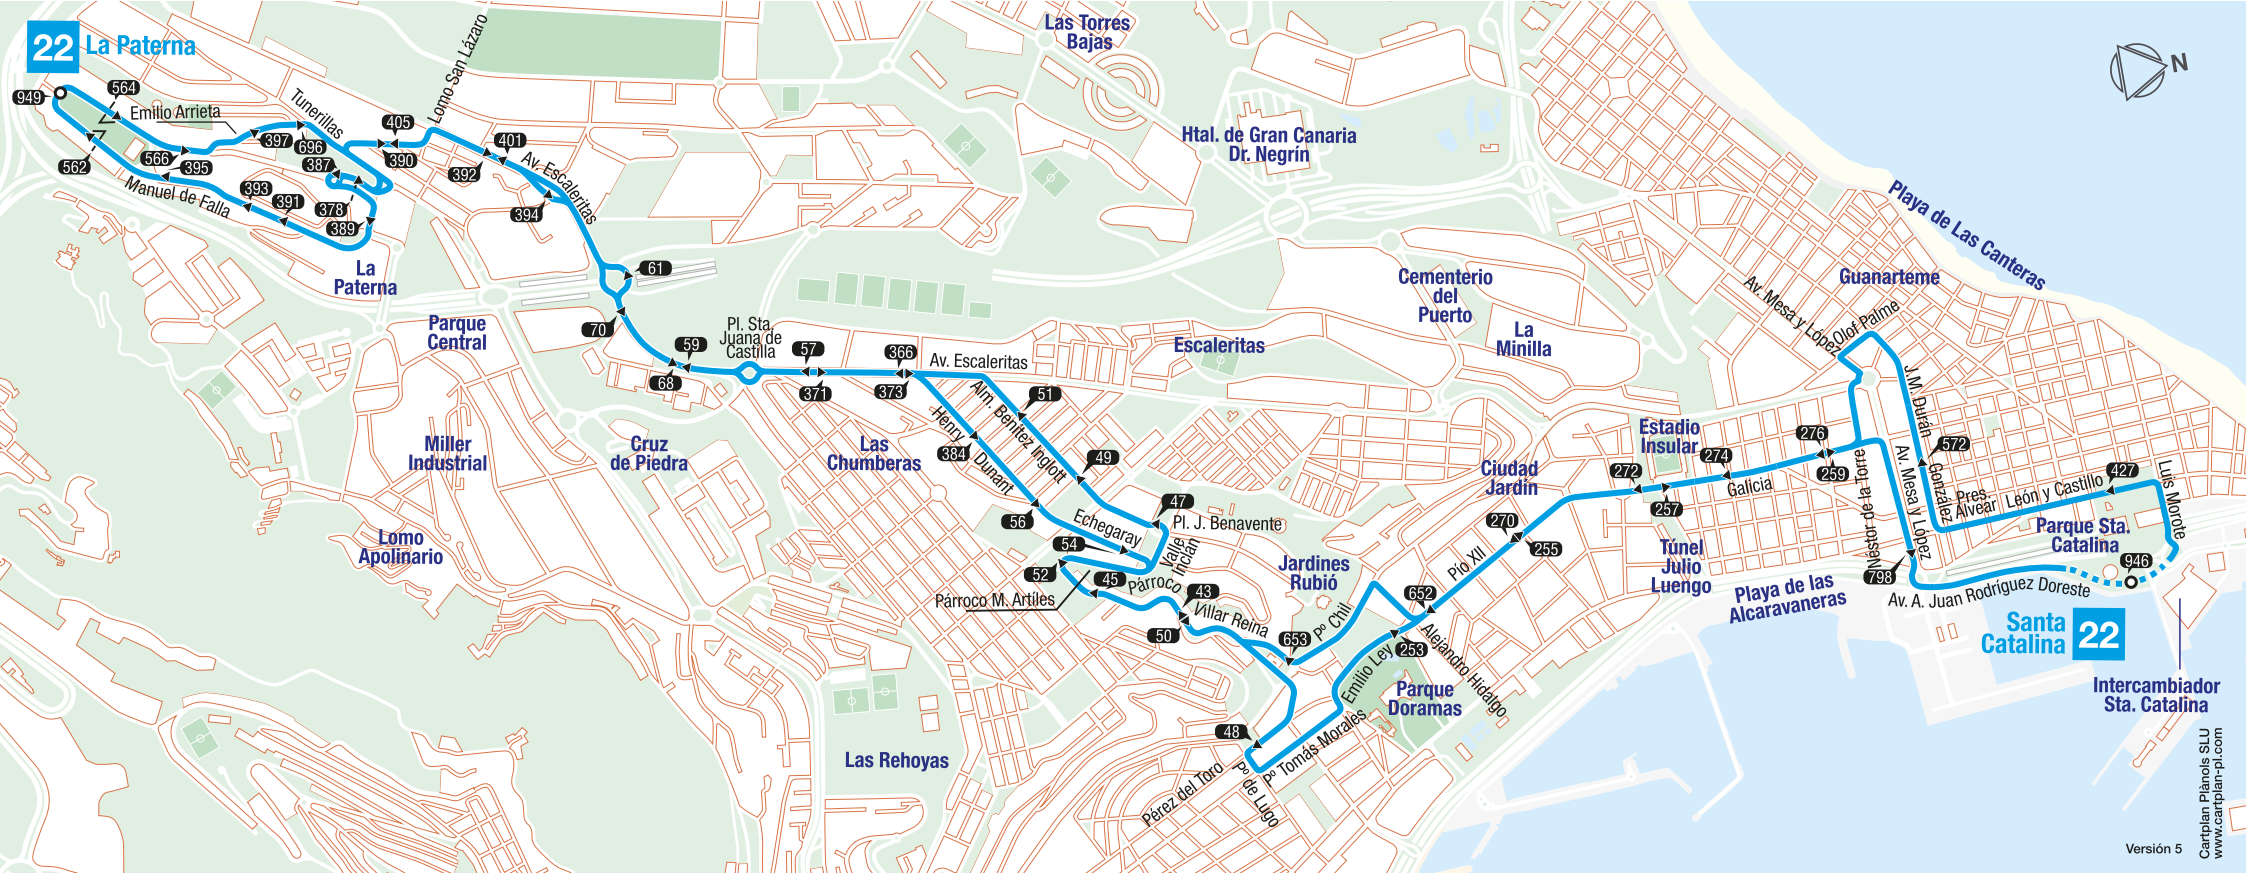 22 La Paterna
949
564
Emilio Arrieta
Tunerillas
Lomo San Lázaro
405
397
696
390
401
566
395
387
562
392
Av. Escaleritas
Manuel de Falla
393
391
378
394
389
La
Paterna
61
70
59
68
Pl. Sta.
Juana de
Castilla
57
371
366
373
Av. Escaleritas
Parque
Central
Miller
Industrial
Cruz
de Piedra
Lomo
Apolinario
Las
Chumberas
Las Rehoyas
Las Torres
Bajas
Htal. de Gran Canaria
Dr. Negrín
Escaleritas
Cementerio
del
Puerto
La
Minilla
Henry Dunant
384
Alm. Benítez Inglott
51
49
47
Pl. J. Benavente
56
Echegaray
54
Valle
Inclán
52
45
Párroco Villar Reina
Párroco M. Artíles
43
50
653
48
Pº Chil
Pérez del Toro
Pº de Lugo
Pº Tomás Morales
Emilio Ley
652
253
Alejandro Hidalgo
Parque
Doramas
Jardines
Rubió
Pío XII
270
255
Ciudad
Jardín
272
257
Estadio
Insular
274
Galicia
276
259
Túnel
Julio
Luengo
Playa de las
Alcaravaneras
Playa de Las Canteras
Guanarteme
Av. Mesa y López
Olof Palme
J.M. Durán
González
572
Pres.
Alvear
León y Castillo
427
Luis Morote
Nestor de la Torre
Av. Mesa y López
798
Av. A. Juan Rodríguez Doreste
Parque Sta.
Catalina
946
Santa
Catalina 22
Intercambiador
Sta. Catalina
N
Versión 5
Cartplan Plànols SLU
www.cartplan-pl.com